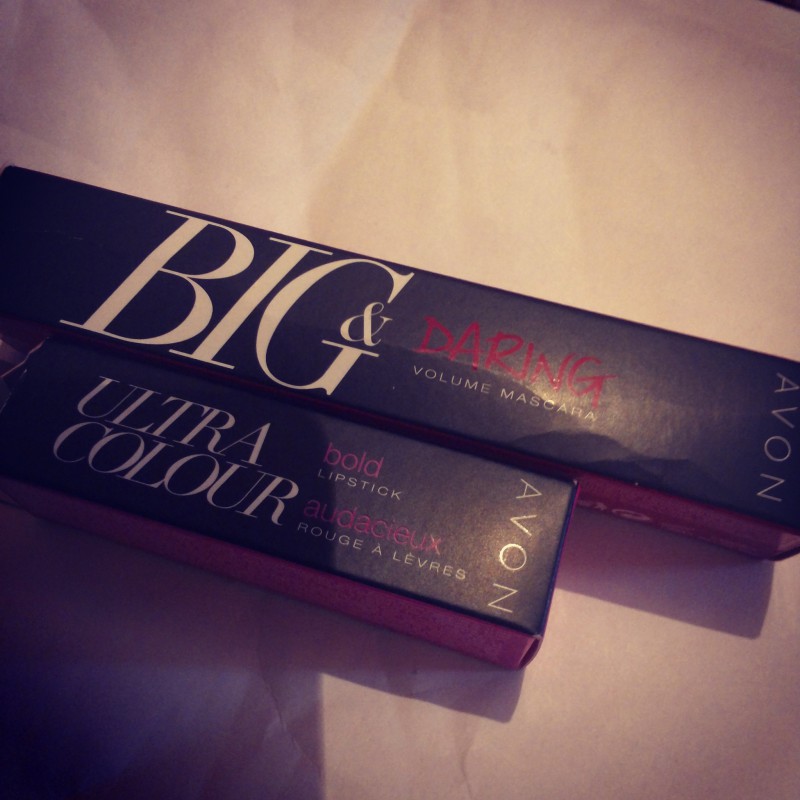 BIG & DARING
VOLUME MASCARA
AVON
ULTRA
COLOUR
bold
LIPSTICK
audacieux
ROUGE À LÈVRES
AVON